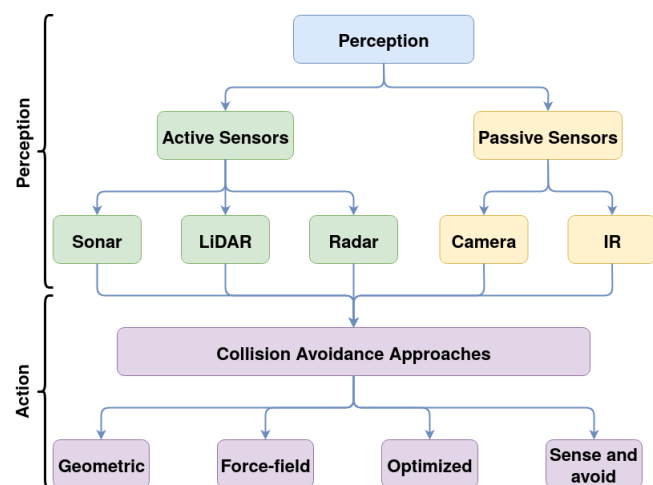 Perception
Perception
Active Sensors
Passive Sensors
Sonar
LiDAR
Radar
Camera
IR
Action
Collision Avoidance Approaches
Geometric
Force-field
Optimized
Sense and
avoid